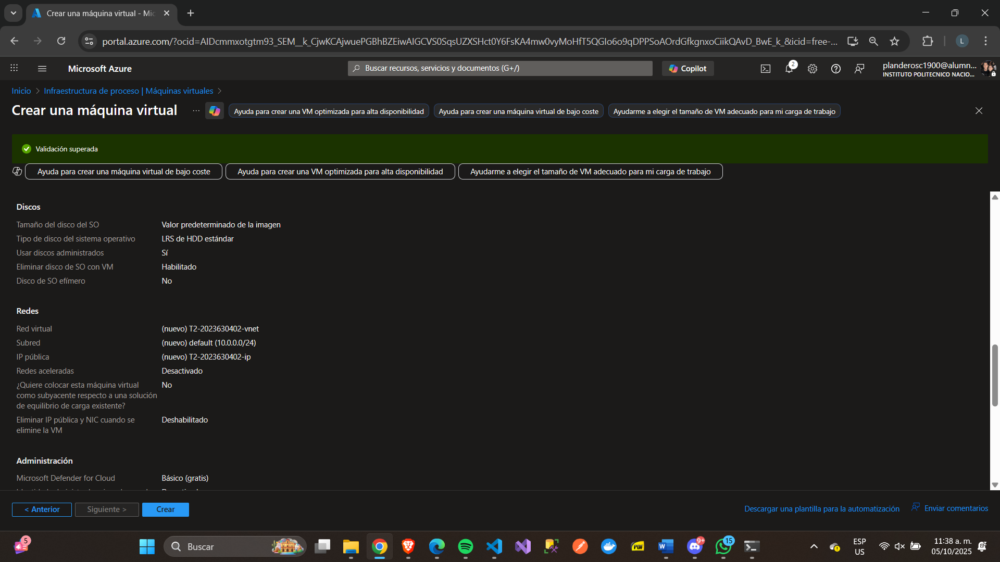 Crear una máquina virtual - Mic
portal.azure.com/?ocid=AIDcmmxotgtm93_SEM__k_CjwKCAjwuePGBhBZEiwAIGCVS0SqsUZXSHct0Y6FsKA4mw0vyMoHfT5QGIo6o9qDPPSoAOrdGfkgnxoCiikQAvD_BwE_k_&icid=free-...
L
Microsoft Azure
Buscar recursos, servicios y documentos (G+/)
Copilot
2
planderosc1900@alumn...
INSTITUTO POLITECNICO NACIO...
Inicio > Infraestructura de proceso | Máquinas virtuales >
Crear una máquina virtual
...
Ayuda para crear una VM optimizada para alta disponibilidad
Ayuda para crear una máquina virtual de bajo coste
Ayudarme a elegir el tamaño de VM adecuado para mi carga de trabajo
Validación superada
Ayuda para crear una máquina virtual de bajo coste
Ayuda para crear una VM optimizada para alta disponibilidad
Ayudarme a elegir el tamaño de VM adecuado para mi carga de trabajo
Discos
Tamaño del disco del SO Valor predeterminado de la imagen
Tipo de disco del sistema operativo LRS de HDD estándar
Usar discos administrados Sí
Eliminar disco de SO con VM Habilitado
Disco de SO efímero No
Redes
Red virtual (nuevo) T2-2023630402-vnet
Subred (nuevo) default (10.0.0.0/24)
IP pública (nuevo) T2-2023630402-ip
Redes aceleradas Desactivado
¿Quiere colocar esta máquina virtual No
como subyacente respecto a una solución
de equilibrio de carga existente?
Eliminar IP pública y NIC cuando se Deshabilitado
elimine la VM
Administración
Microsoft Defender for Cloud Básico (gratis)
< Anterior
Siguiente >
Crear
Descargar una plantilla para la automatización
Enviar comentarios
5
Buscar
PDF
W
9+
15
ESP
US
11:38 a. m.
05/10/2025